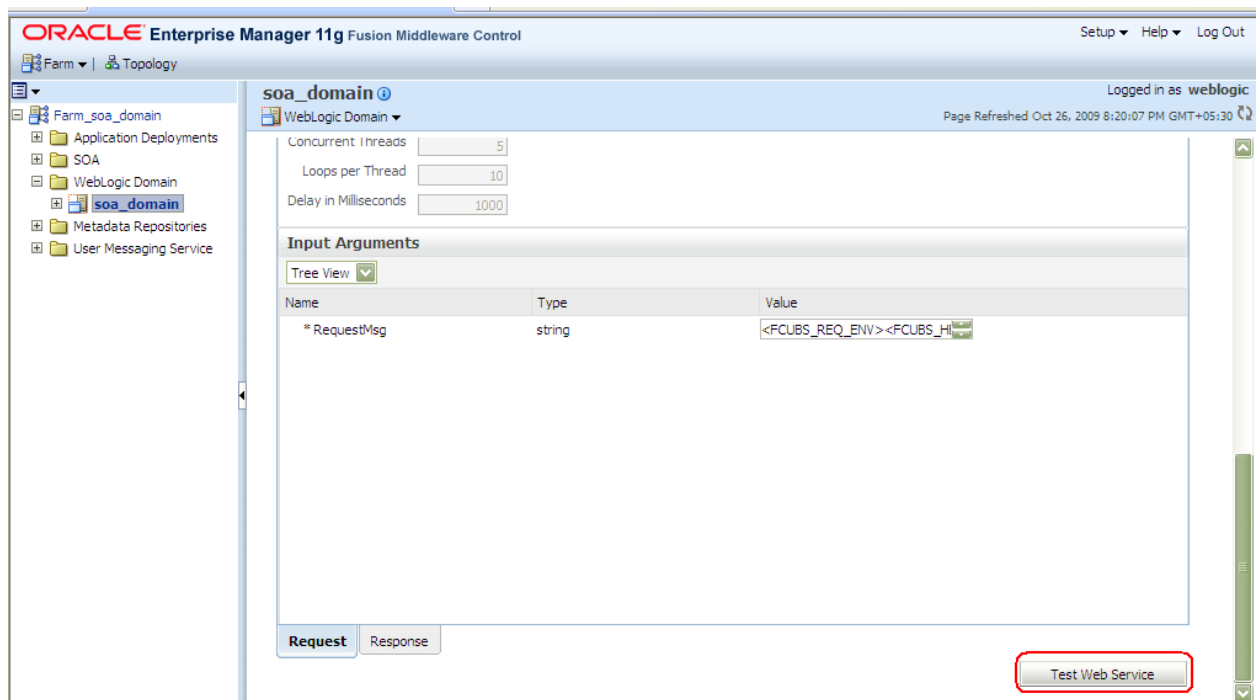 ORACLE Enterprise Manager 11g Fusion Middleware Control
Setup Help Log Out
Farm | Topology
soa_domain
Logged in as weblogic
WebLogic Domain
Page Refreshed Oct 26, 2009 8:20:07 PM GMT+05:30
Farm_soa_domain
Application Deployments
SOA
WebLogic Domain
soa_domain
Metadata Repositories
User Messaging Service
Concurrent Threads 5
Loops per Thread 10
Delay in Milliseconds 1000
Input Arguments
Tree View
Name Type Value
* RequestMsg string <FCUBS_REQ_ENV><FCUBS_HE
Request Response
Test Web Service